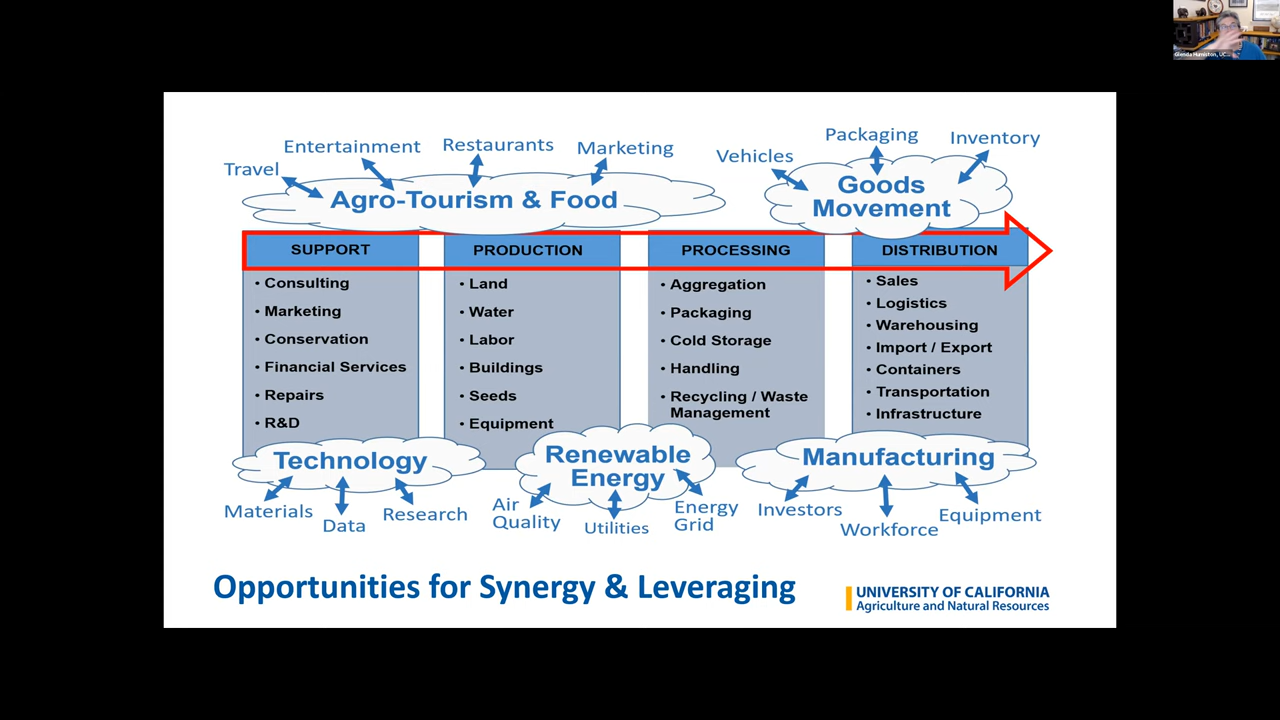 Glenda Humiston, UC...
Entertainment
Restaurants
Marketing
Travel
Agro-Tourism & Food
Packaging
Inventory
Vehicles
Goods
Movement
SUPPORT
• Consulting
• Marketing
• Conservation
• Financial Services
• Repairs
• R&D
PRODUCTION
• Land
• Water
• Labor
• Buildings
• Seeds
• Equipment
PROCESSING
• Aggregation
• Packaging
• Cold Storage
• Handling
• Recycling / Waste
Management
DISTRIBUTION
• Sales
• Logistics
• Warehousing
• Import / Export
• Containers
• Transportation
• Infrastructure
Technology
Materials
Data
Research
Renewable
Energy
Air
Quality
Utilities
Energy
Grid
Manufacturing
Investors
Workforce
Equipment
Opportunities for Synergy & Leveraging
UNIVERSITY OF CALIFORNIA
Agriculture and Natural Resources